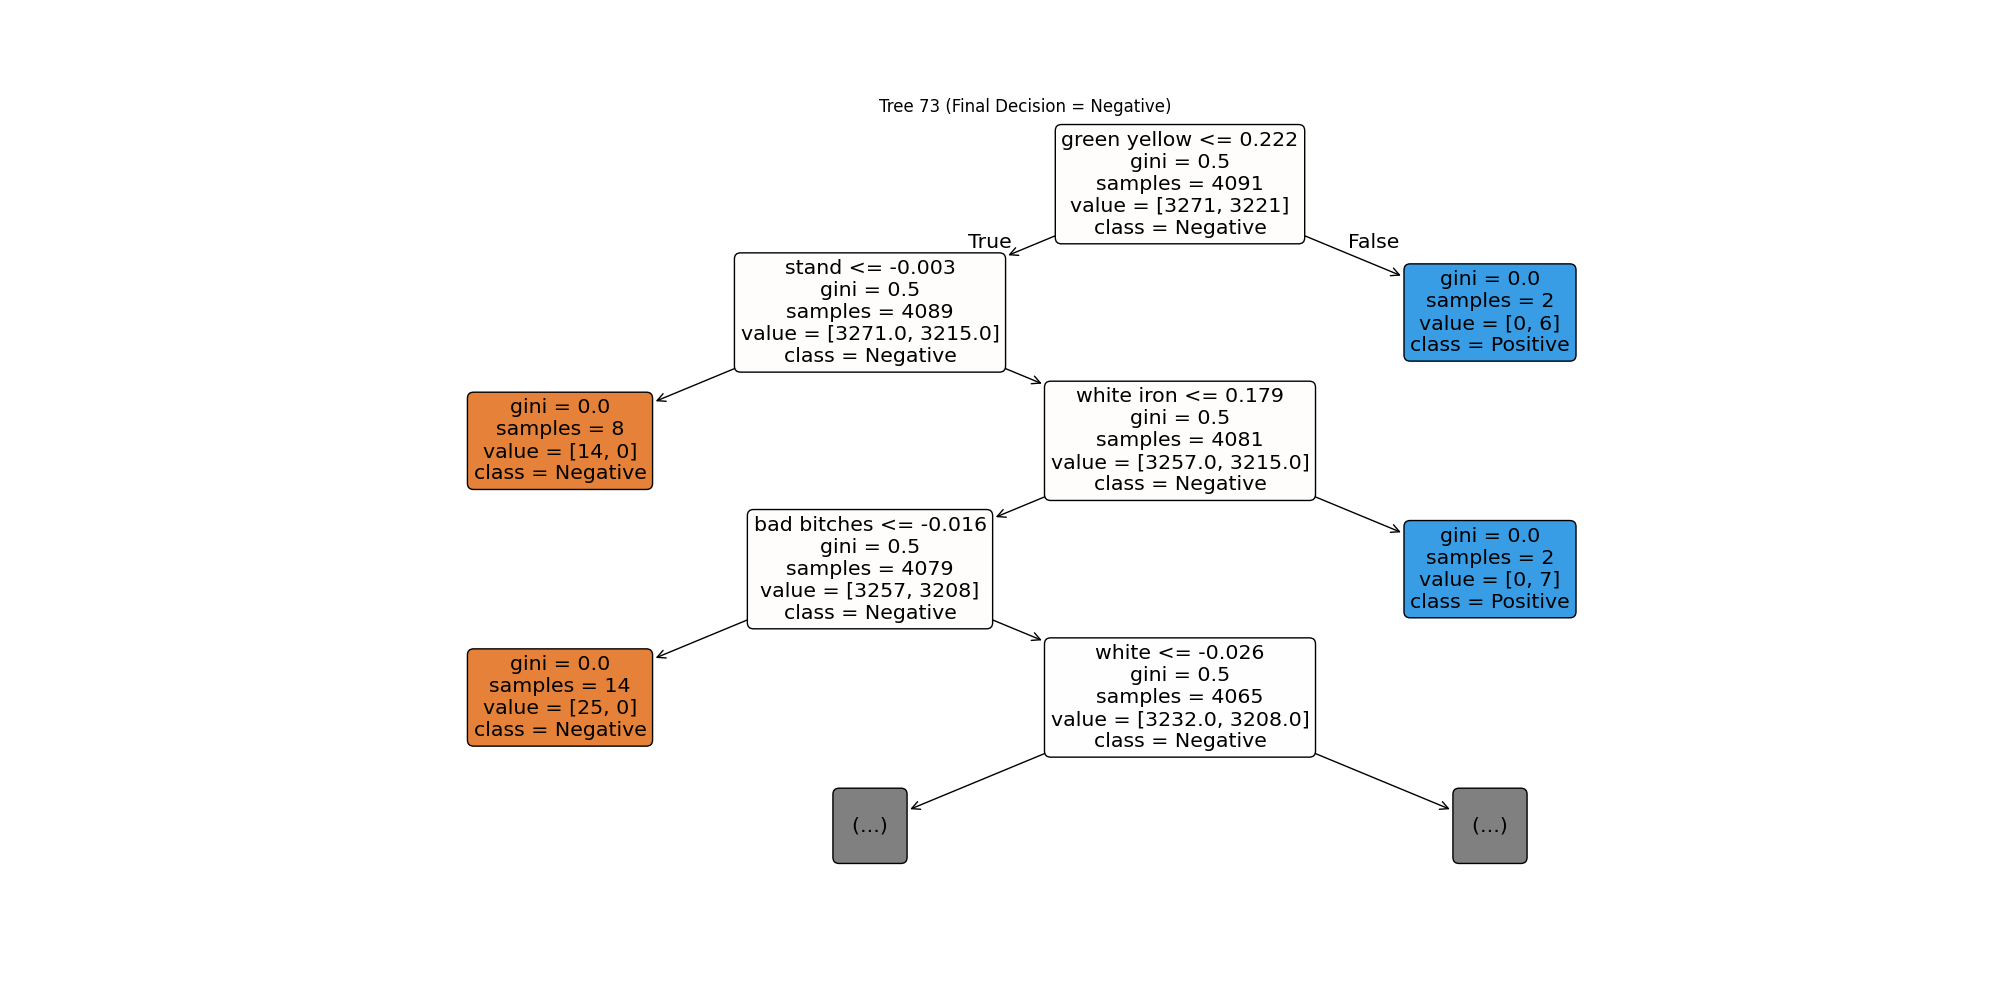 Tree 73 (Final Decision = Negative)
green yellow <= 0.222
gini = 0.5
samples = 4091
value = [3271, 3221]
class = Negative
True
False
stand <= -0.003
gini = 0.5
samples = 4089
value = [3271.0, 3215.0]
class = Negative
gini = 0.0
samples = 2
value = [0, 6]
class = Positive
gini = 0.0
samples = 8
value = [14, 0]
class = Negative
white iron <= 0.179
gini = 0.5
samples = 4081
value = [3257.0, 3215.0]
class = Negative
bad bitches <= -0.016
gini = 0.5
samples = 4079
value = [3257, 3208]
class = Negative
gini = 0.0
samples = 2
value = [0, 7]
class = Positive
gini = 0.0
samples = 14
value = [25, 0]
class = Negative
white <= -0.026
gini = 0.5
samples = 4065
value = [3232.0, 3208.0]
class = Negative
(...)
(...)